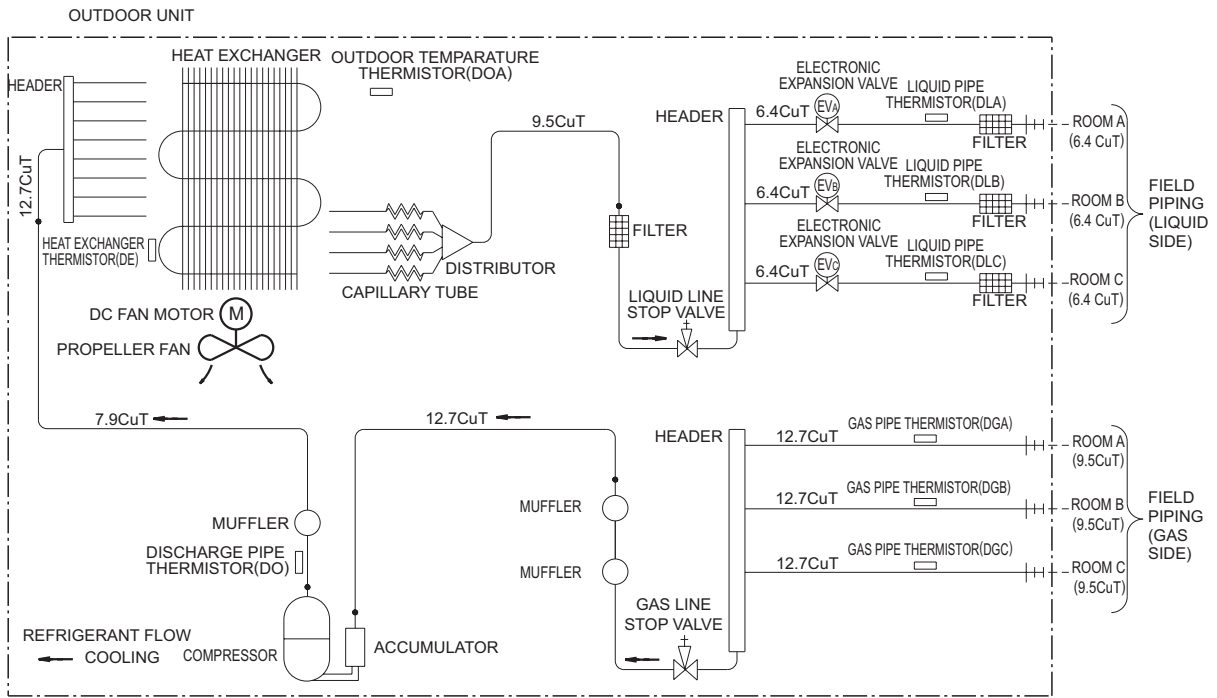 OUTDOOR UNIT
HEAT EXCHANGER
OUTDOOR TEMPARATURE
THERMISTOR(DOA)
HEADER
12.7CuT
HEAT EXCHANGER
THERMISTOR(DE)
DC FAN MOTOR
M
PROPELLER FAN
CAPILLARY TUBE
DISTRIBUTOR
9.5CuT
FILTER
LIQUID LINE
STOP VALVE
HEADER
ELECTRONIC
EXPANSION VALVE
6.4CuT
EVA
LIQUID PIPE
THERMISTOR(DLA)
FILTER
ROOM A
(6.4 CuT)
ELECTRONIC
EXPANSION VALVE
6.4CuT
EVB
LIQUID PIPE
THERMISTOR(DLB)
FILTER
ROOM B
(6.4 CuT)
ELECTRONIC
EXPANSION VALVE
6.4CuT
EVC
LIQUID PIPE
THERMISTOR(DLC)
FILTER
ROOM C
(6.4 CuT)
FIELD
PIPING
(LIQUID
SIDE)
7.9CuT
12.7CuT
MUFFLER
DISCHARGE PIPE
THERMISTOR(DO)
REFRIGERANT FLOW
COOLING
COMPRESSOR
ACCUMULATOR
MUFFLER
MUFFLER
GAS LINE
STOP VALVE
HEADER
12.7CuT
GAS PIPE THERMISTOR(DGA)
ROOM A
(9.5CuT)
12.7CuT
GAS PIPE THERMISTOR(DGB)
ROOM B
(9.5CuT)
12.7CuT
GAS PIPE THERMISTOR(DGC)
ROOM C
(9.5CuT)
FIELD
PIPING
(GAS
SIDE)